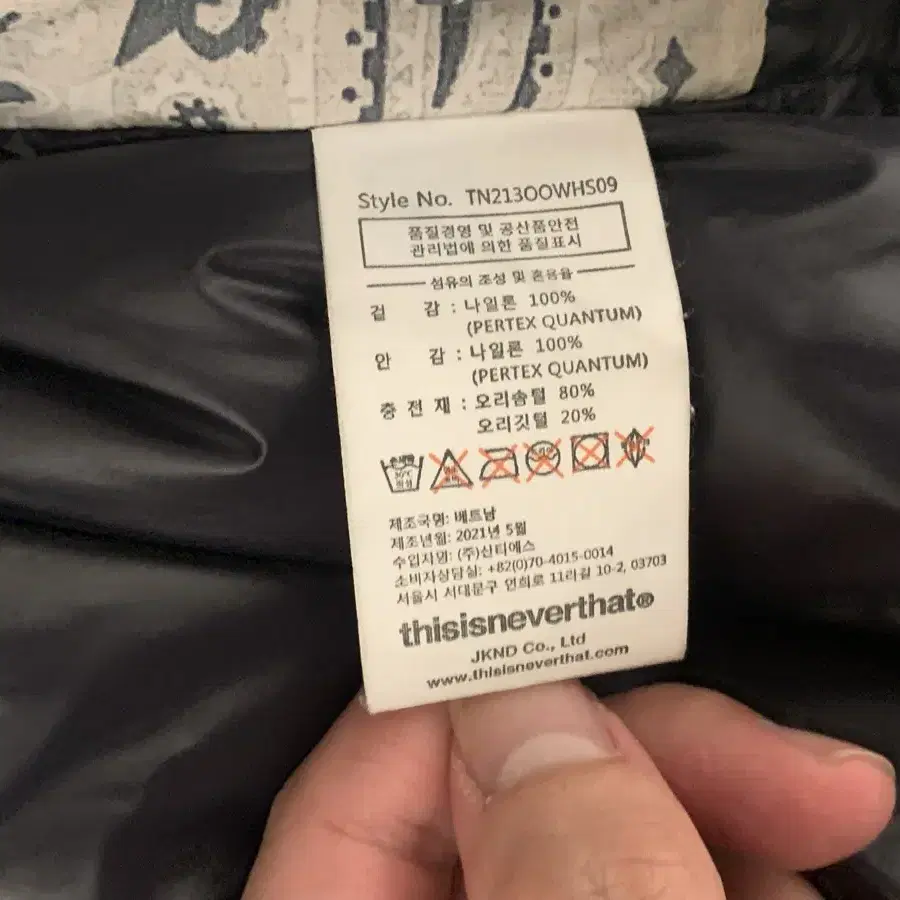 Style No. TN213OOWHS09
품질경영 및 공산품안전
관리법에 의한 품질표시
섬유의 조성 및 혼용율
겉 감 : 나일론 100%
(PERTEX QUANTUM)
안 감 : 나일론 100%
(PERTEX QUANTUM)
충 전 재 : 오리솜털 80%
오리깃털 20%
30℃
제조국명: 베트남
제조년월: 2021년 5월
수입자명: (주)신티에스
소비자상담실: +82(0)70-4015-0014
서울시 서대문구 연희로 11라길 10-2, 03703
thisisneverthat®
JKND Co., Ltd
www.thisisneverthat.com